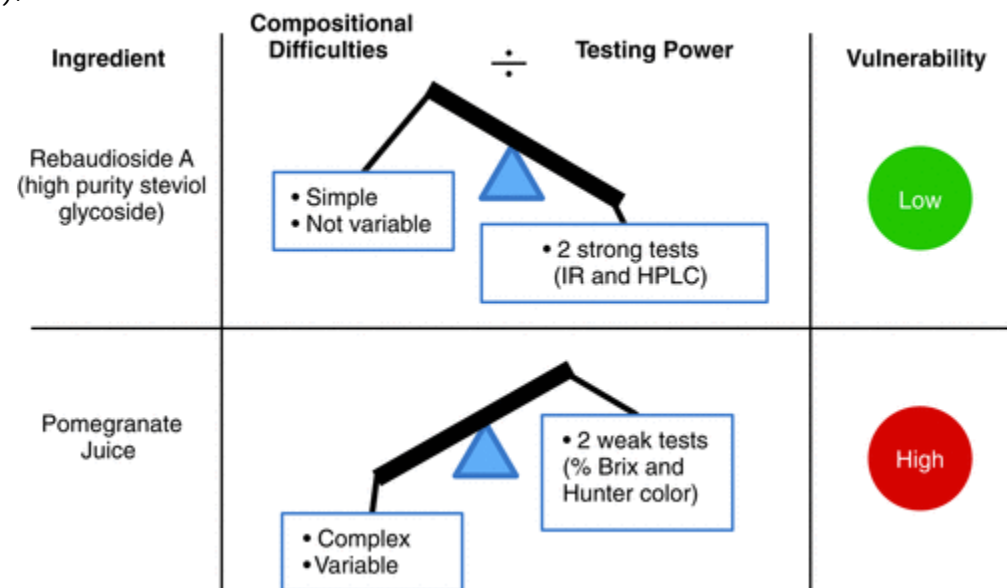 ),
Compositional
Ingredient
Difficulties
÷
Testing Power
Vulnerability
Rebaudioside A
(high purity steviol
glycoside)
• Simple
• Not variable
• 2 strong tests
(IR and HPLC)
Low
Pomegranate
Juice
• Complex
•Variable
• 2 weak tests
(% Brix and
Hunter color)
High